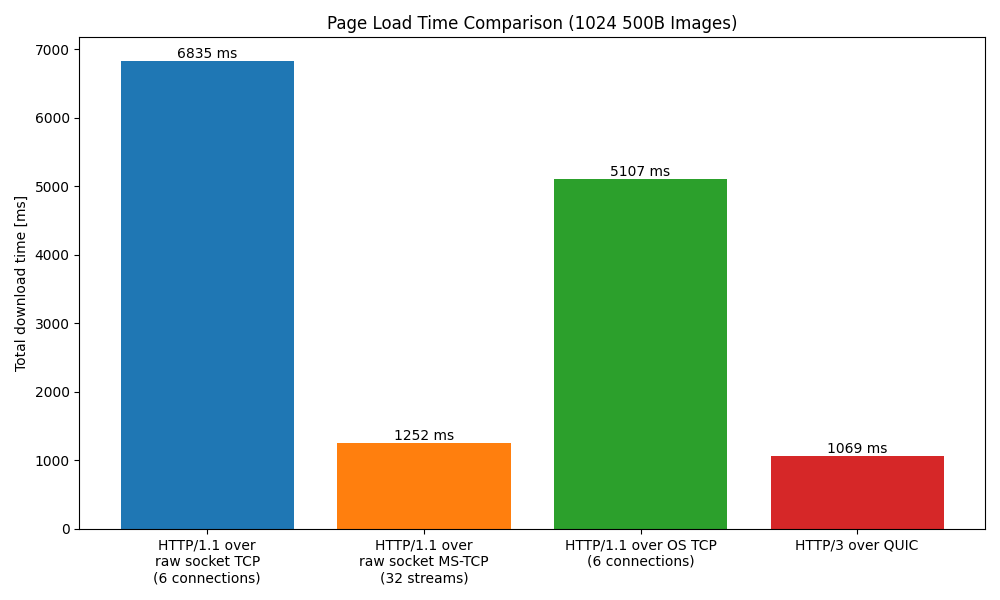 Page Load Time Comparison (1024 500B Images)
Total download time [ms]
7000
6000
5000
4000
3000
2000
1000
0
6835 ms
1252 ms
5107 ms
1069 ms
HTTP/1.1 over
raw socket TCP
(6 connections)
HTTP/1.1 over
raw socket MS-TCP
(32 streams)
HTTP/1.1 over OS TCP
(6 connections)
HTTP/3 over QUIC